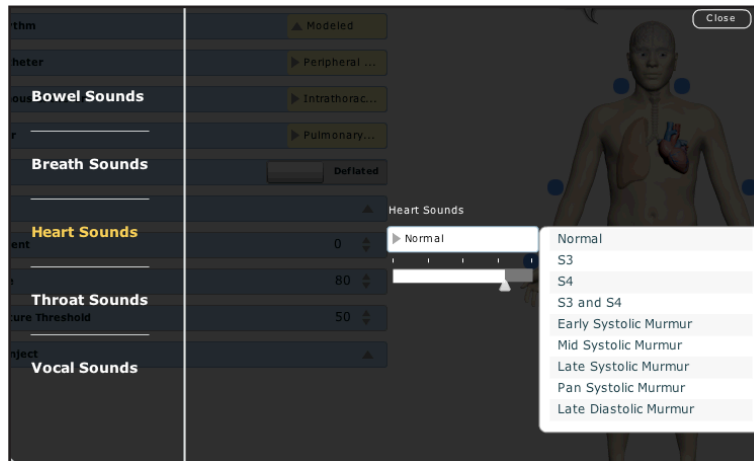 Close
Modeled
Peripheral ...
Intrathorac...
Pulmonary...
Deflated
0
80
ure Threshold
50
Bowel Sounds
Breath Sounds
Heart Sounds
Throat Sounds
Vocal Sounds
Heart Sounds
Normal
Normal
S3
S4
S3 and S4
Early Systolic Murmur
Mid Systolic Murmur
Late Systolic Murmur
Pan Systolic Murmur
Late Diastolic Murmur